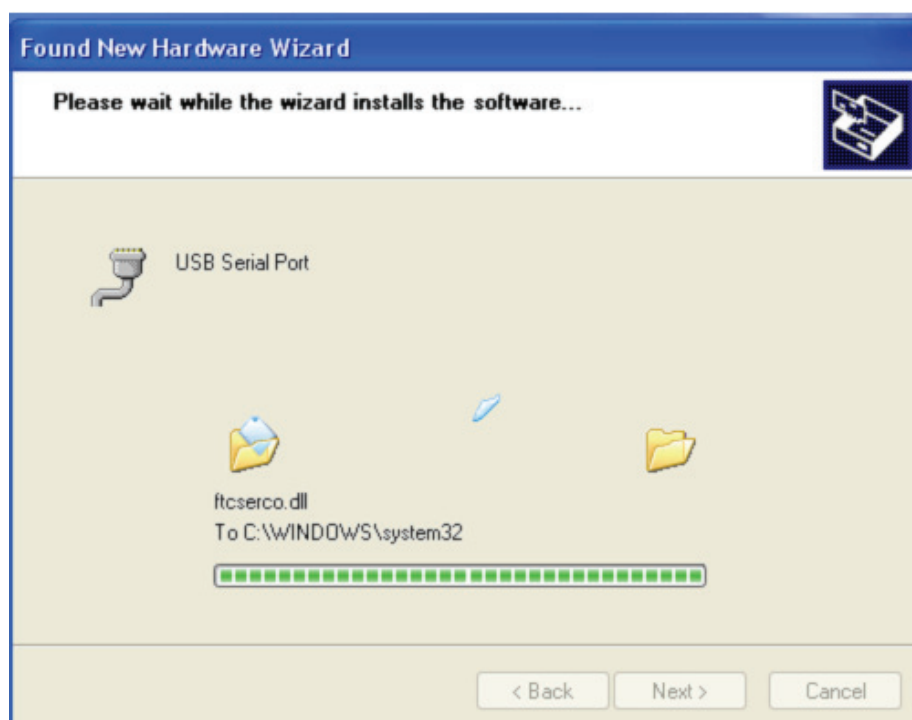 Found New Hardware Wizard
Please wait while the wizard installs the software...
USB Serial Port
ftcserco.dll
To C:\WINDOWS\system32
< Back Next > Cancel